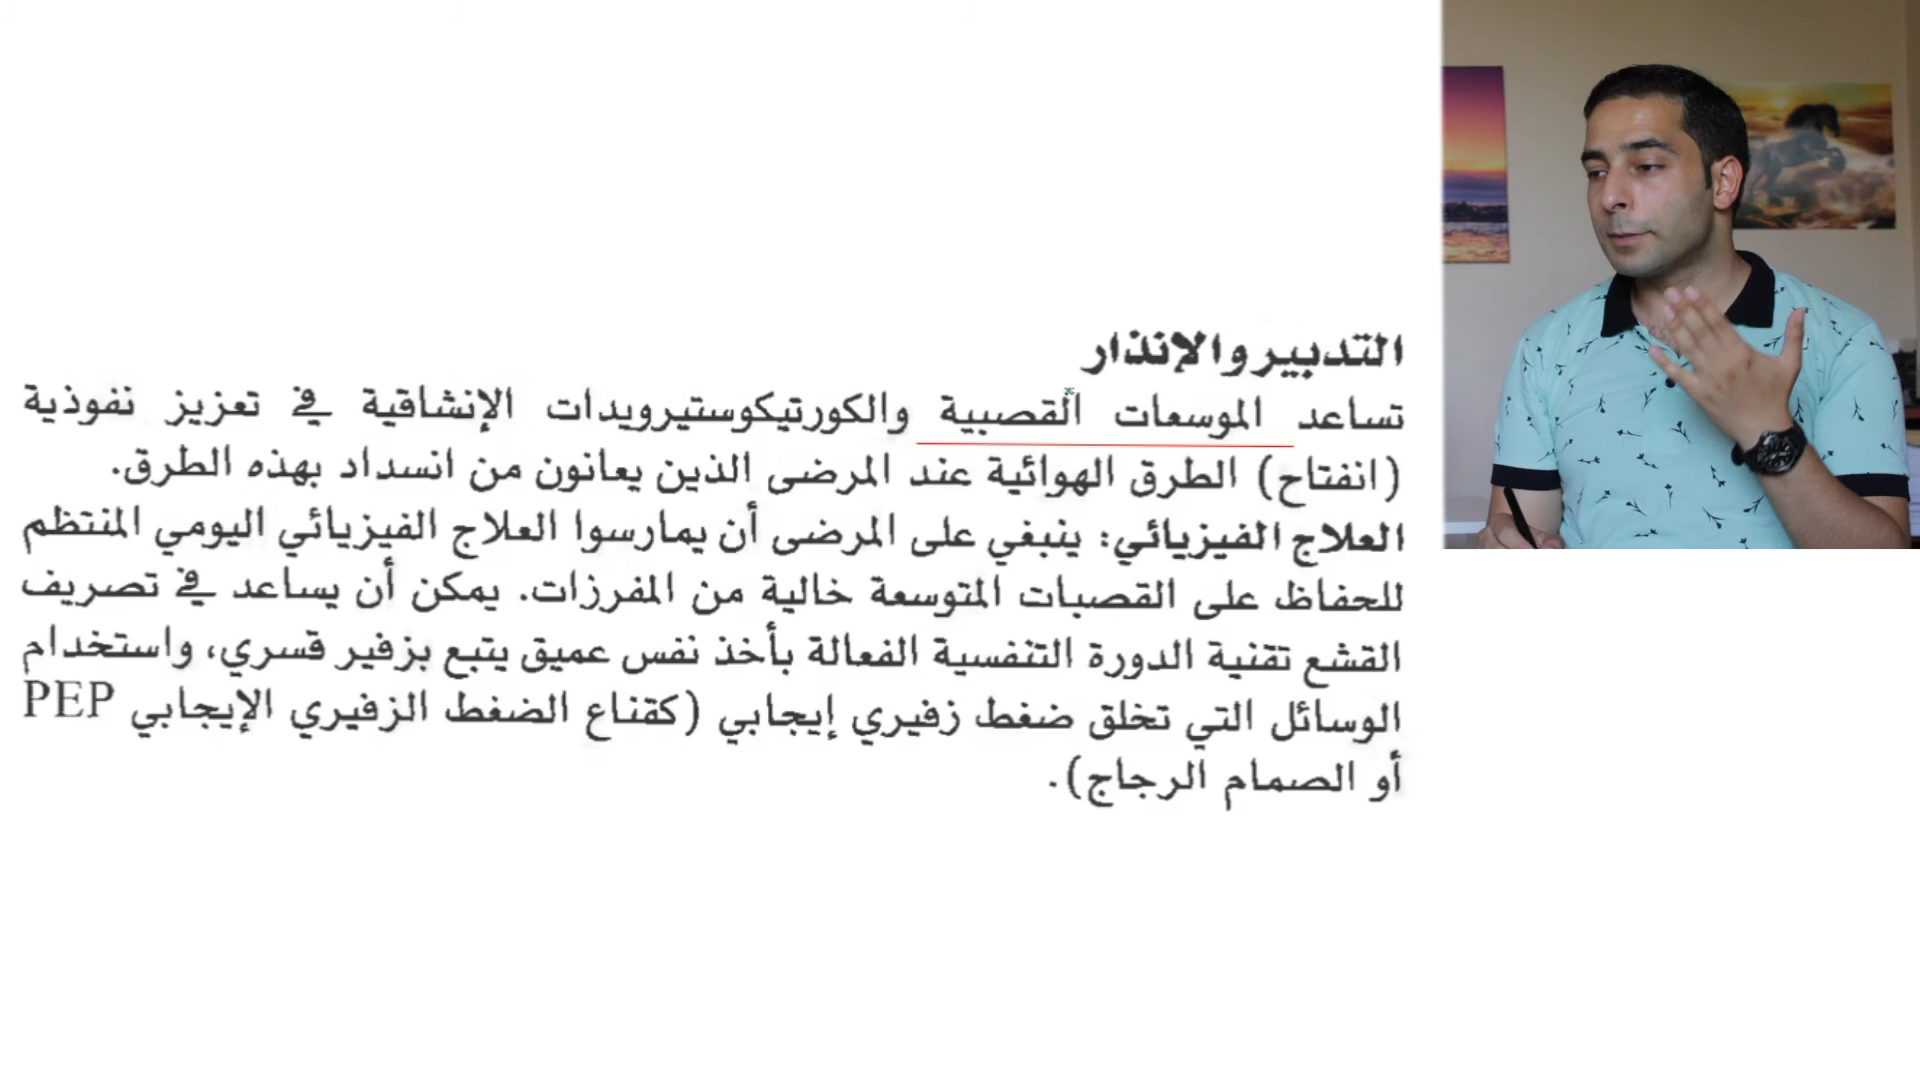 التدبير والإنذار
تساعد الموسعات القصبية والكورتيكوستيرويدات الإنشاقية في تعزيز نفوذية
(انفتاح) الطرق الهوائية عند المرضى الذين يعانون من انسداد بهذه الطرق.
العلاج الفيزيائي: ينبغي على المرضى أن يمارسوا العلاج الفيزيائي اليومي المنتظم
للحفاظ على القصبات المتوسعة خالية من المفرزات. يمكن أن يساعد في تصريف
القشع تقنية الدورة التنفسية الفعالة بأخذ نفس عميق يتبع بزفير قسري، واستخدام
الوسائل التي تخلق ضغط زفيري إيجابي (كقناع الضغط الزفيري الإيجابي PEP
أو الصمام الرجاج).